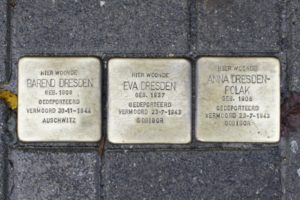 HIER WOONDE
BAREND DRESDEN
GEB. 1908
GEDEPORTEERD
VERMOORD 30-11-1944
AUSCHWITZ
HIER WOONDE
EVA DRESDEN
GEB. 1937
GEDEPORTEERD
VERMOORD 23-7-1943
SOBIBOR
HIER WOONDE
ANNA DRESDEN-
POLAK
GEB. 1906
GEDEPORTEERD
VERMOORD 23-7-1943
SOBIBOR